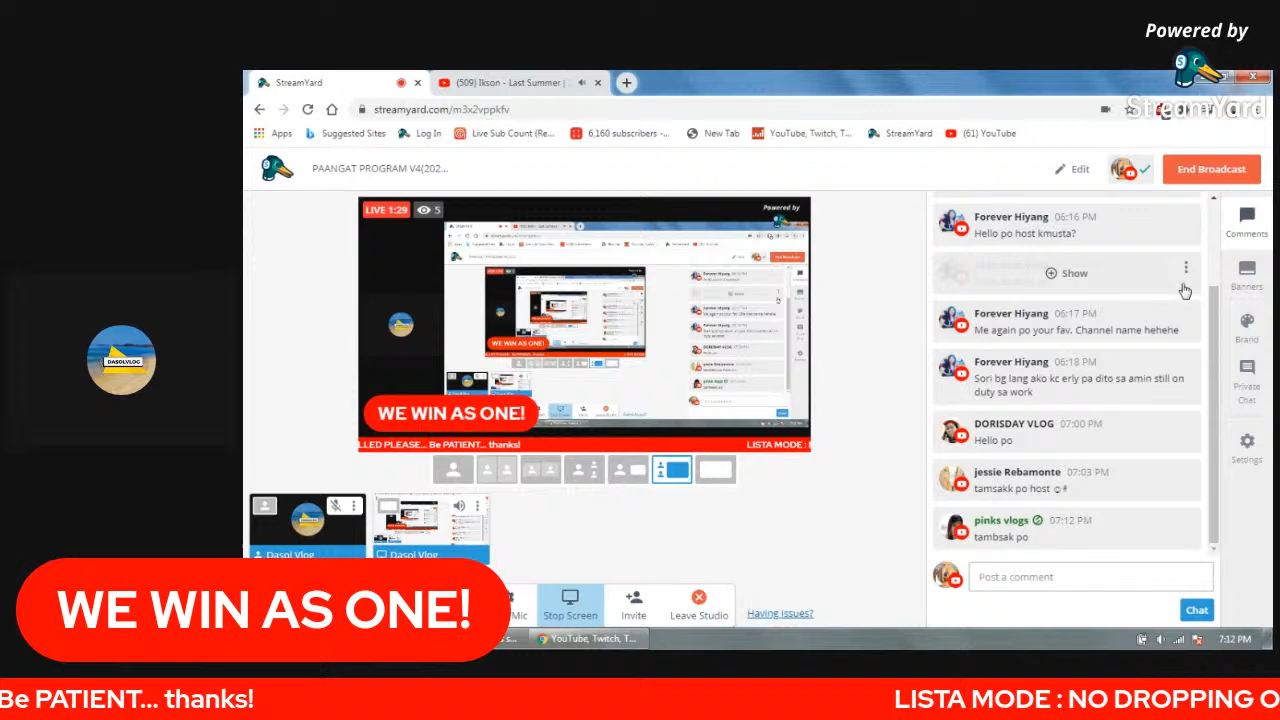 Powered by
StreamYard
StreamYard
(509) Ikson - Last Summer |
streamyard.com/m3x2vppkfv
Apps
Suggested Sites
Log In
Live Sub Count (Re...
6,160 subscribers -...
New Tab
YouTube, Twitch, T...
StreamYard
(61) YouTube
PAANGAT PROGRAM V4(202...
Edit
End Broadcast
LIVE 1:29
5
Powered by
WE WIN AS ONE!
WE WIN AS ONE!
LLED PLEASE... Be PATIENT... thanks!
LISTA MODE :
Forever Hiyang 06:16 PM
Hello po host kmusta?
Show
Forever Hiyang 06:17 PM
Me again po your fav. Channel name hehehe
Forever Hiyang 06:18 PM
Sori bg lang ako kc erly pa dito sa amin still on
duty sa work
DORISDAY VLOG 07:00 PM
Hello po
jessie Rebamonte 07:03 PM
tamsakk po host
pinks vlogs 07:12 PM
tambsak po
Post a comment
Chat
Comments
Banners
Brand
Private
Chat
Settings
DASOLVLOG
Dasol Vlog
Dasol Vlog
Mic
Stop Screen
Invite
Leave Studio
Having issues?
YouTube, Twitch, T...
7:12 PM
WE WIN AS ONE!
Be PATIENT... thanks!
LISTA MODE : NO DROPPING O